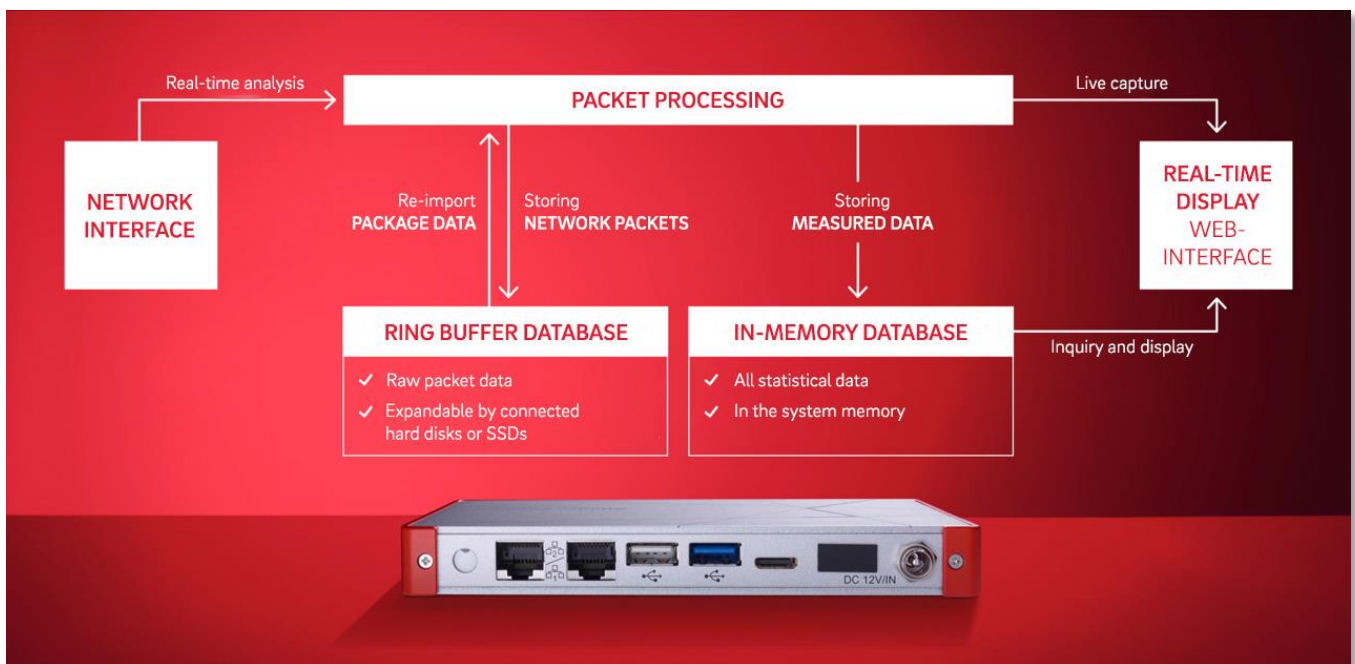 Real-time analysis
PACKET PROCESSING
Live capture
NETWORK
INTERFACE
Re-import
PACKAGE DATA
Storing
NETWORK PACKETS
Storing
MEASURED DATA
REAL-TIME
DISPLAY
WEB-
INTERFACE
RING BUFFER DATABASE
Raw packet data
Expandable by connected
hard disks or SSDs
IN-MEMORY DATABASE
All statistical data
In the system memory
Inquiry and display
2
1
DC 12V/IN